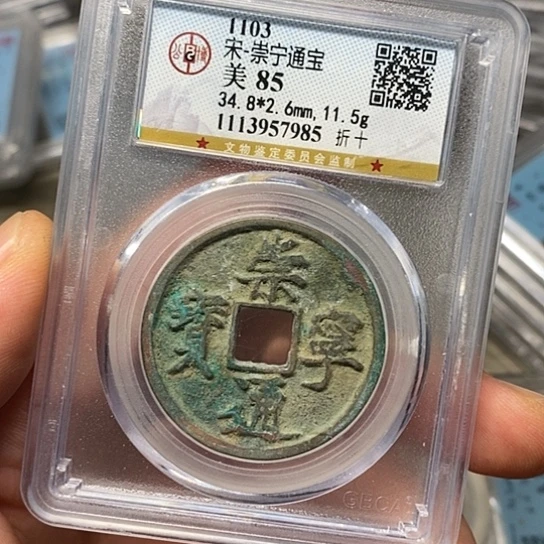 1103
宋·崇宁通宝
美 85
34.8*2.6mm,11.5g
1113957985 折十
文物鉴定委员会监制
崇
寧
通
寳